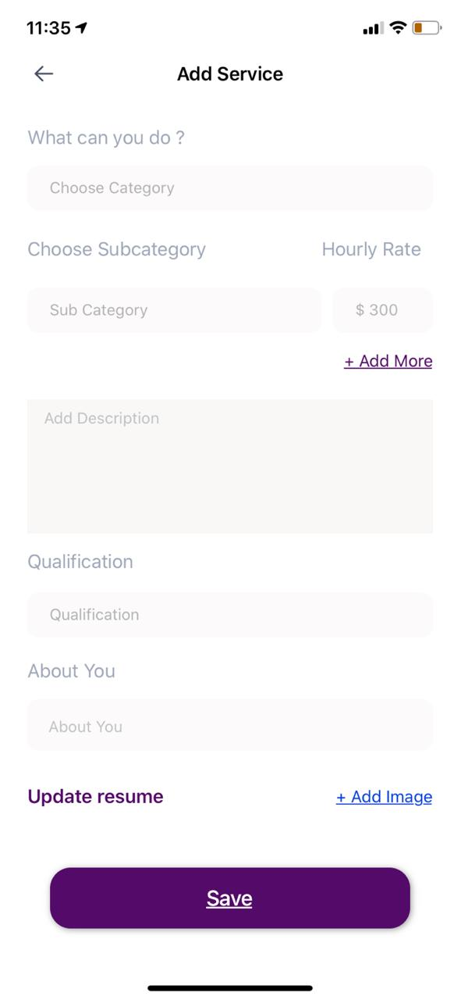 11:35
Add Service
What can you do ?
Choose Category
Choose Subcategory Hourly Rate
Sub Category $ 300
+ Add More
Add Description
Qualification
Qualification
About You
About You
Update resume + Add Image
Save